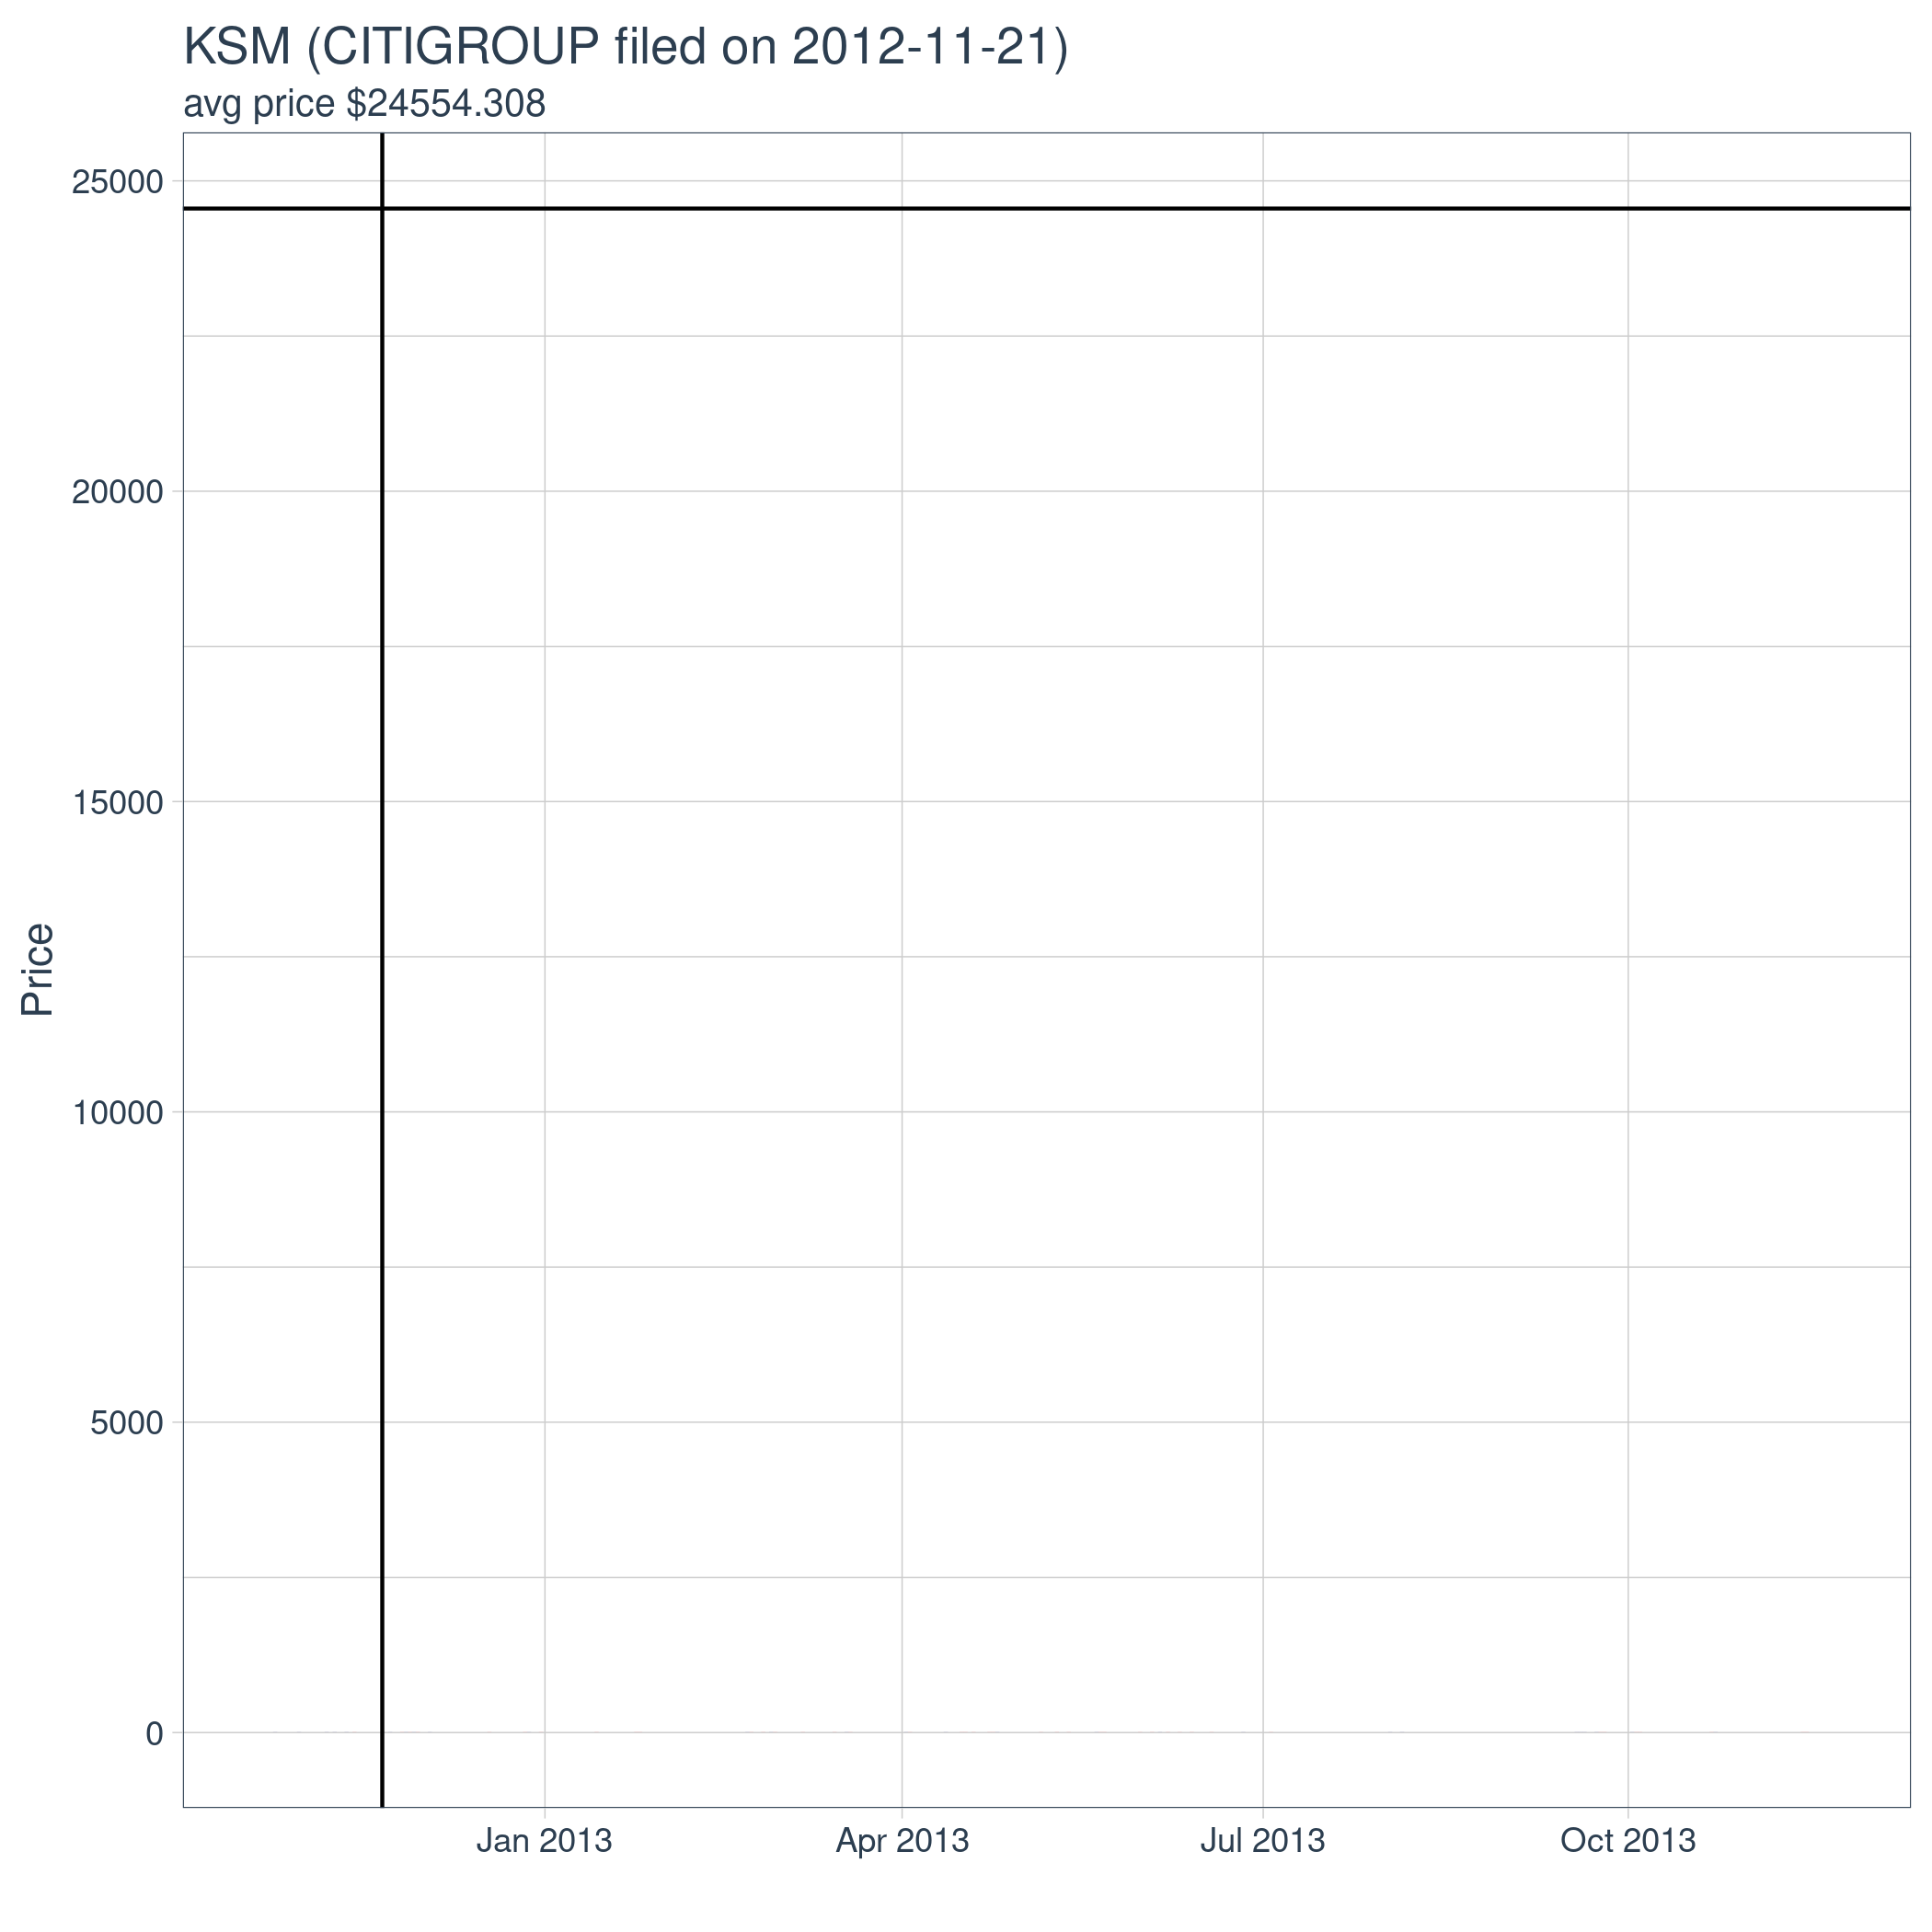 KSM (CITIGROUP filed on 2012-11-21)
avg price $24554.308
25000
20000
15000
10000
5000
0
Price
Jan 2013
Apr 2013
Jul 2013
Oct 2013